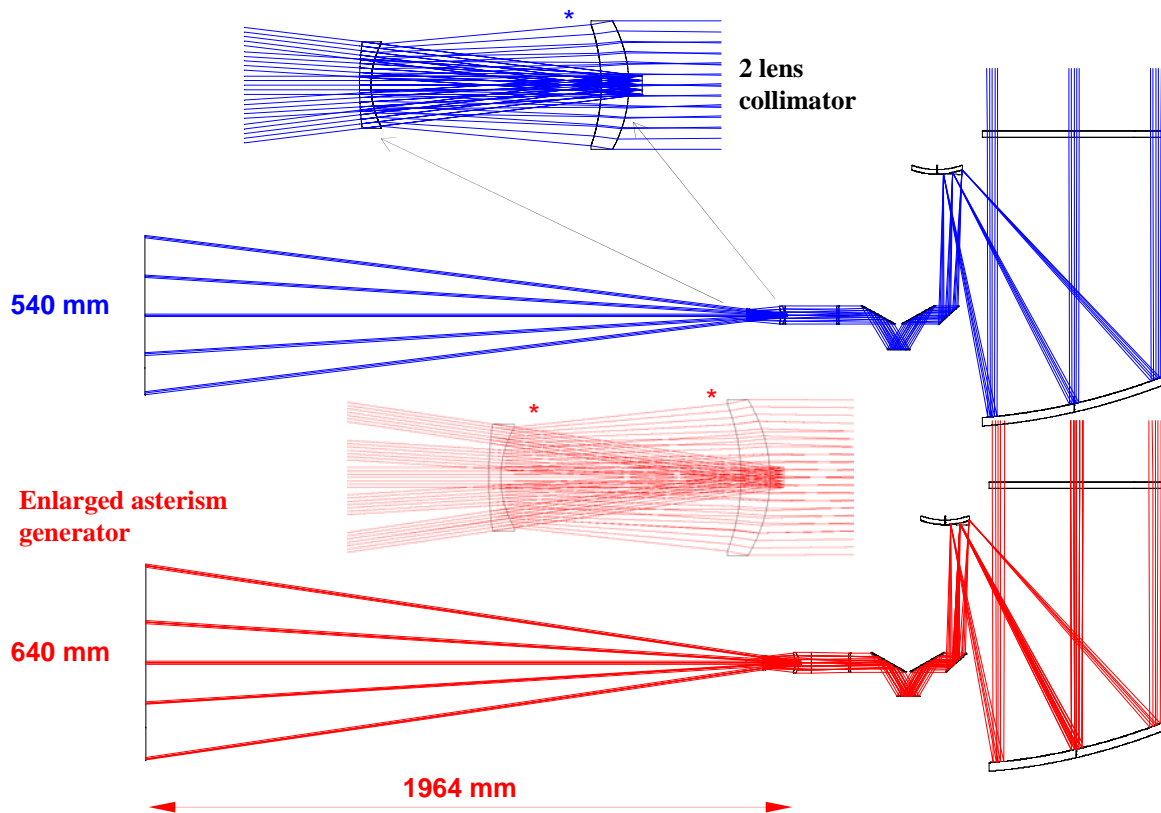 *
2 lens
collimator
540 mm
* *
Enlarged asterism
generator
640 mm
1964 mm